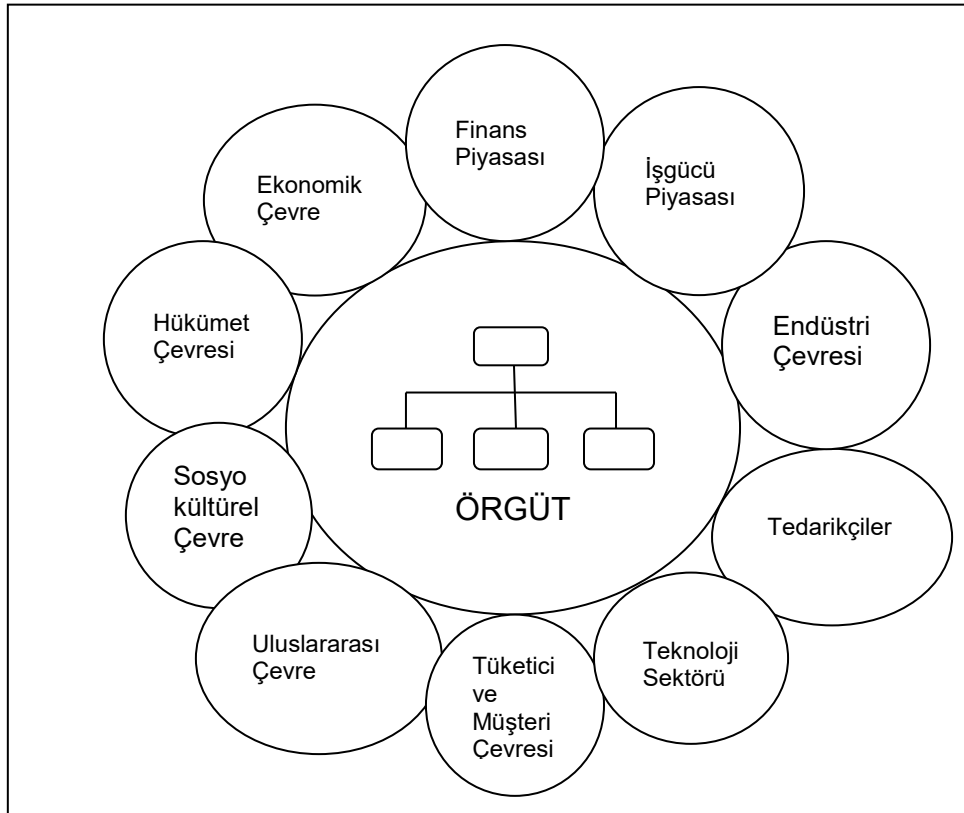 Finans
Piyasası
İşgücü
Piyasası
Ekonomik
Çevre
Hükümet
Çevresi
Endüstri
Çevresi
Sosyo
kültürel
Çevre
ÖRGÜT
Tedarikçiler
Uluslararası
Çevre
Tüketici
ve
Müşteri
Çevresi
Teknoloji
Sektörü